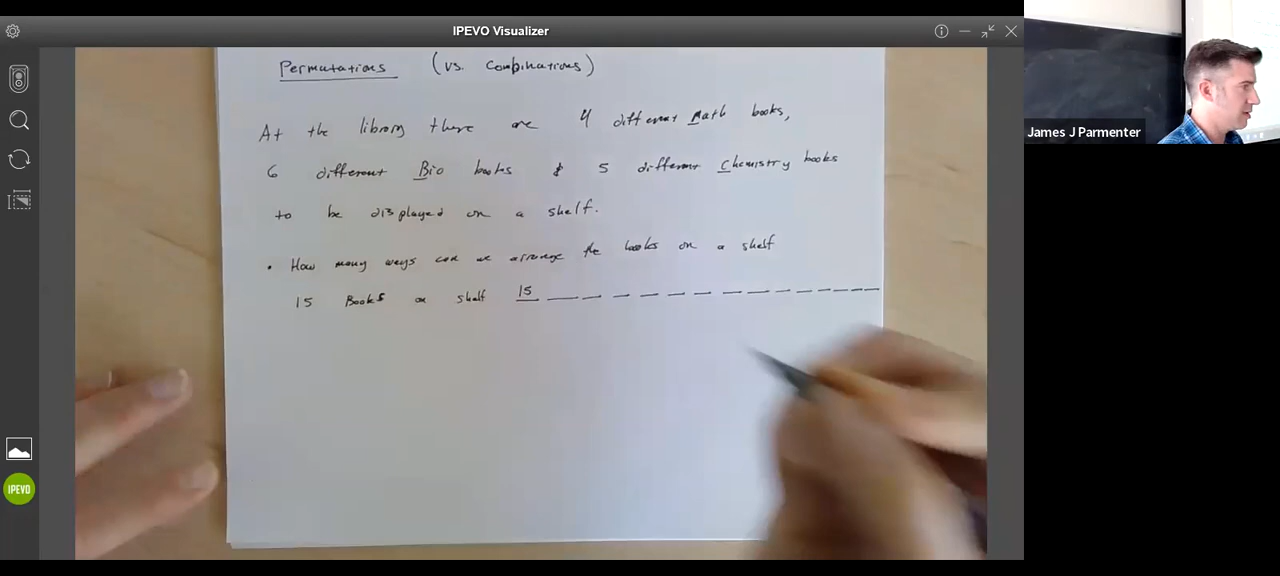 IPEVO Visualizer
James J Parmenter
Permutations (vs. Combinations)
At the library there are 4 different Math books,
6 different Bio books & 5 different Chemistry books
to be displayed on a shelf.
• How many ways can we arrange the books on a shelf
15 Books on shelf 15
IPEVO